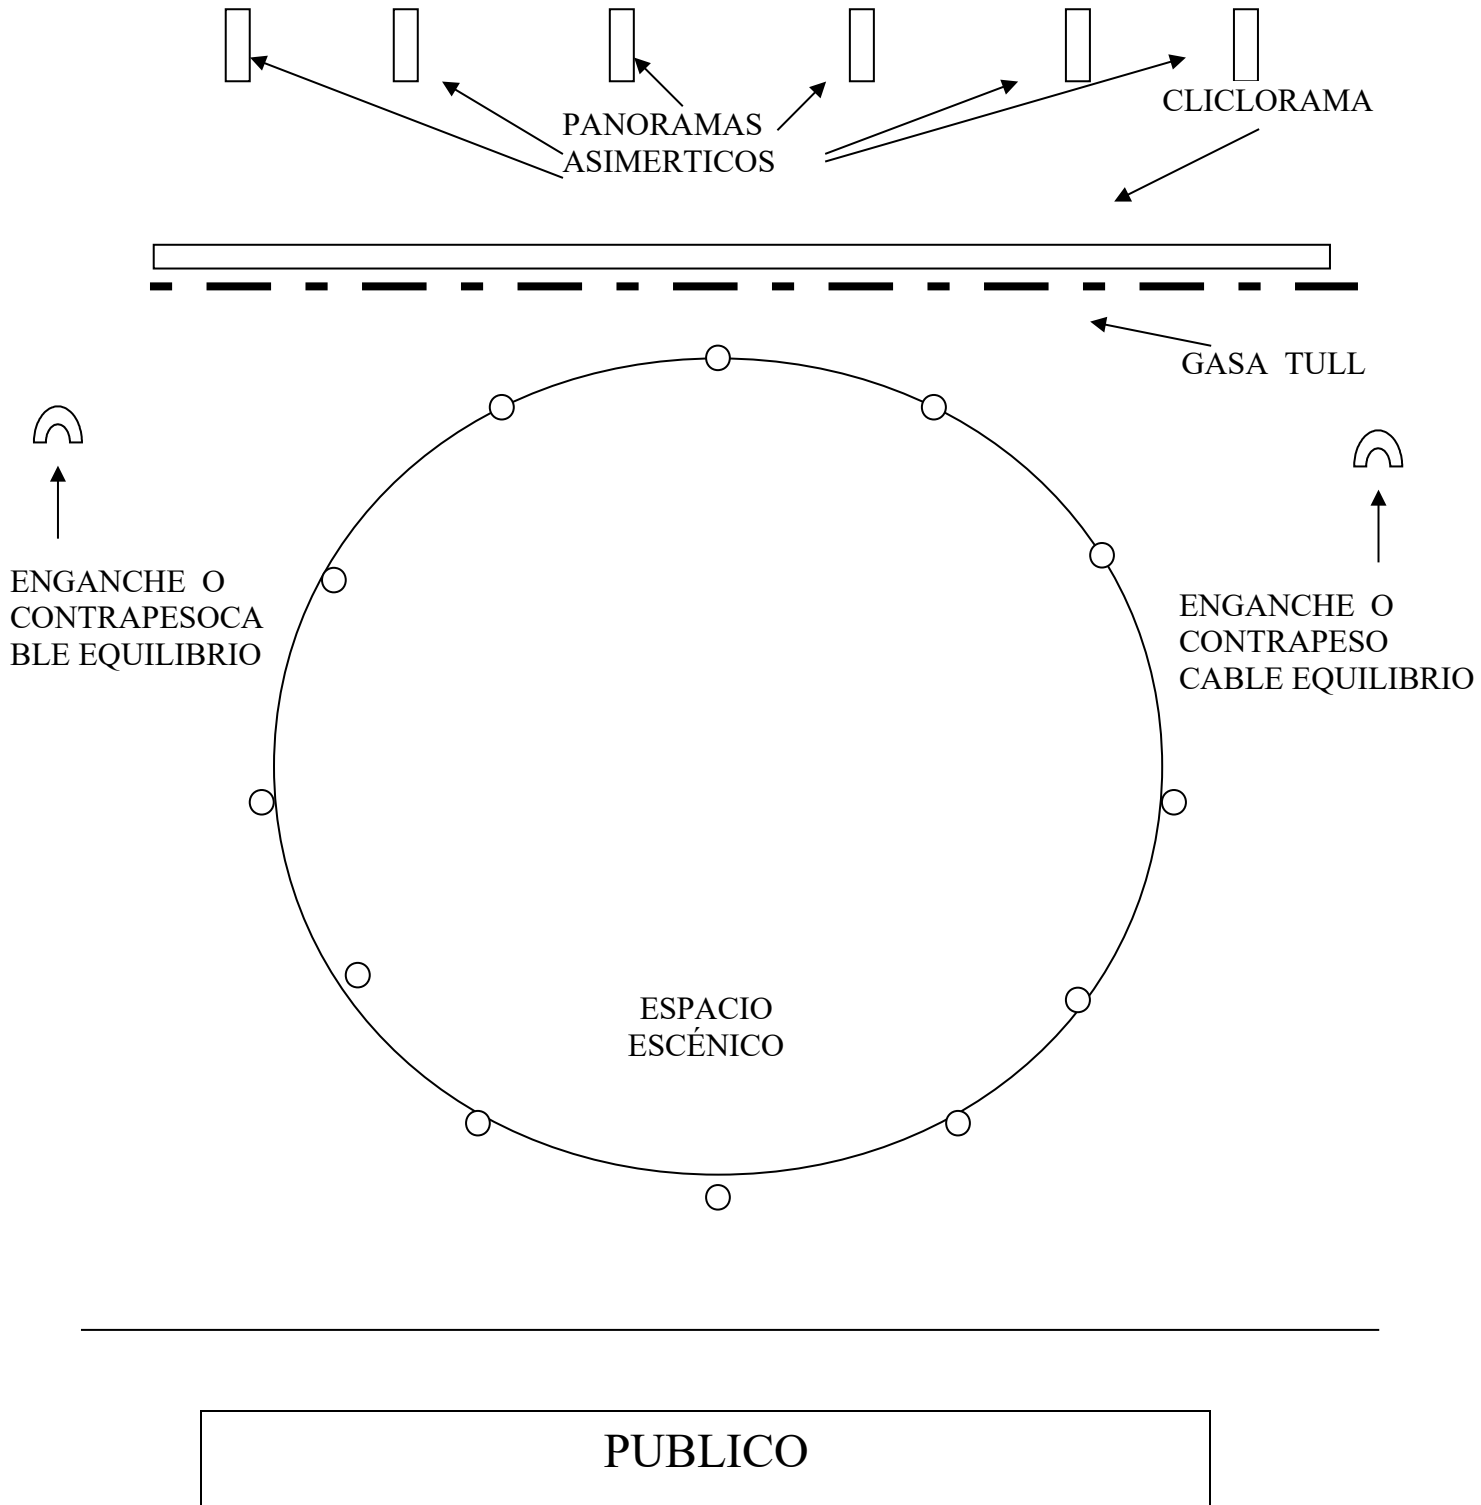 CLICLORAMA
PANORAMAS
ASIMERTICOS
GASA TULL
ENGANCHE O
CONTRAPESOCA
BLE EQUILIBRIO
ENGANCHE O
CONTRAPESO
CABLE EQUILIBRIO
ESPACIO
ESCÉNICO
PUBLICO